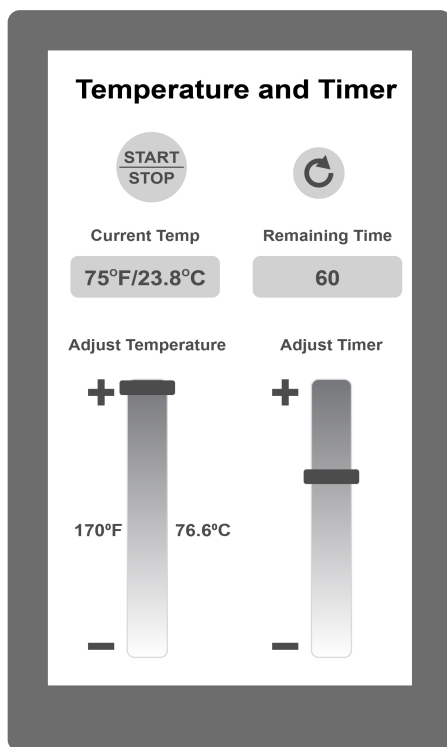 Temperature and Timer
START
STOP
Current Temp
Remaining Time
75°F/23.8°C
60
Adjust Temperature
Adjust Timer
+
+
170ºF
76.6ºC
−
−